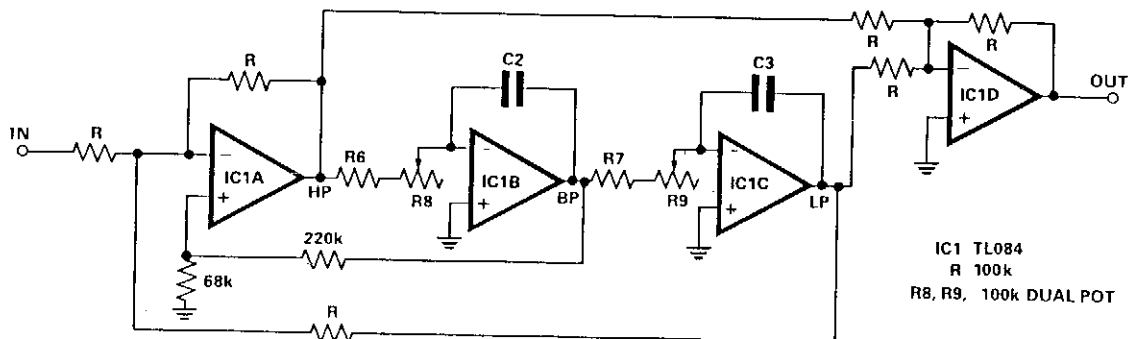 C2
C3
R
R
R
R
OUT
IN
R
-
+
IC1A
HP
R6
R8
-
+
IC1B
BP
R7
R9
-
+
IC1C
LP
-
+
IC1D
220k
68k
R
IC1 TL084
R 100k
R8, R9, 100k DUAL POT